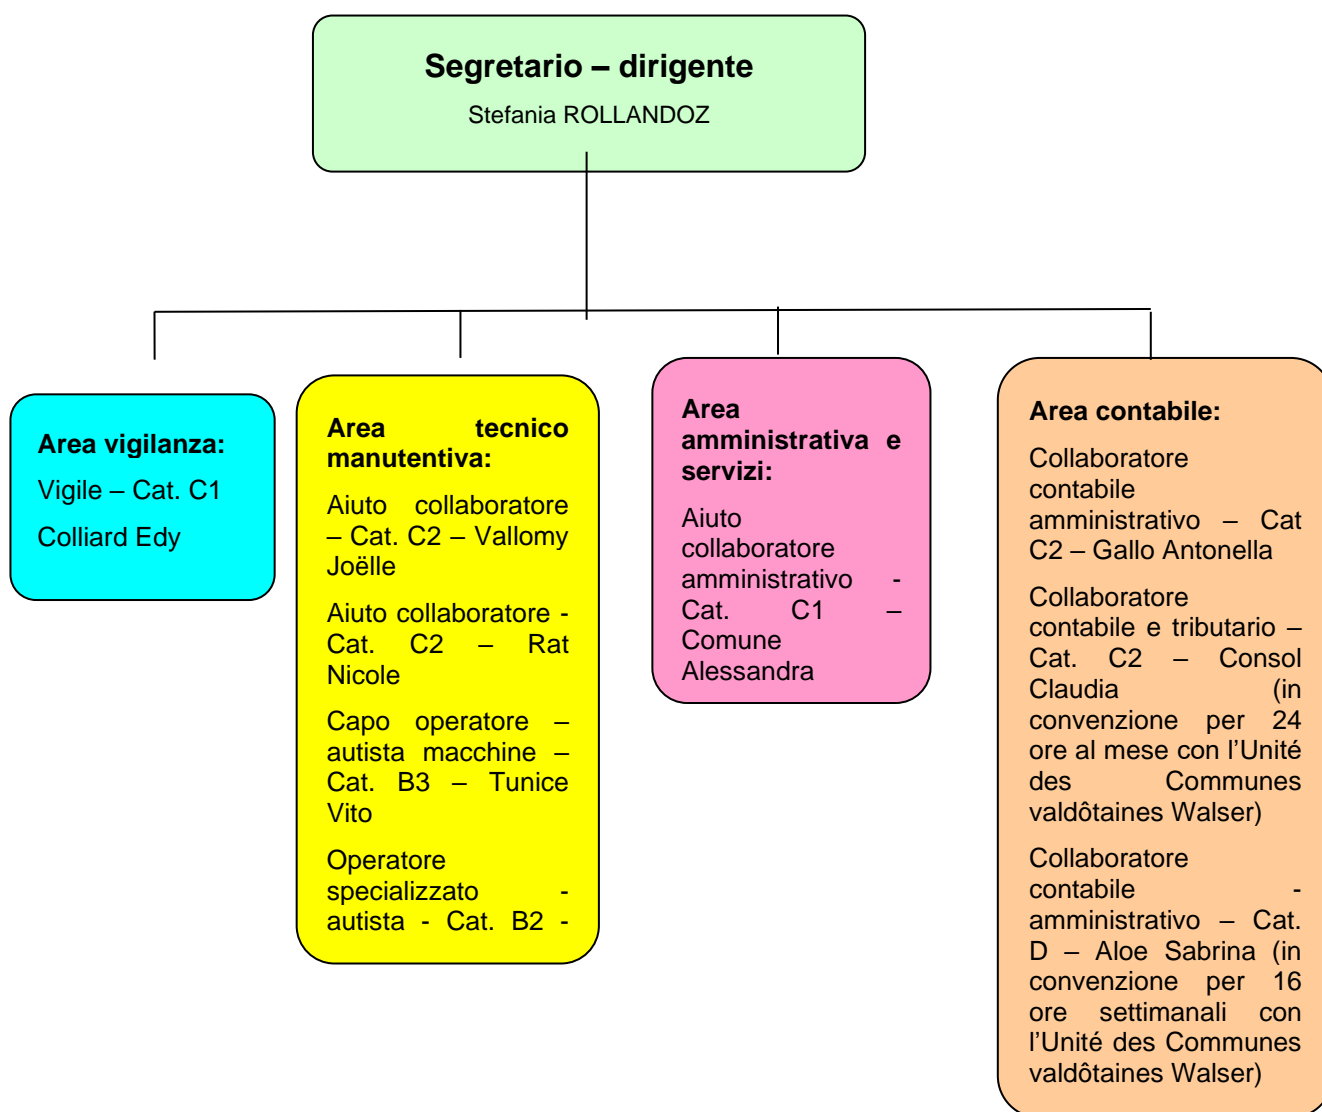 Segretario – dirigente
Stefania ROLLANDOZ
Area vigilanza:
Vigile – Cat. C1
Colliard Edy
Area tecnico
manutentiva:
Aiuto collaboratore
– Cat. C2 – Vallomy
Joëlle
Aiuto collaboratore -
Cat. C2 – Rat
Nicole
Capo operatore –
autista macchine –
Cat. B3 – Tunice
Vito
Operatore
specializzato -
autista - Cat. B2 -
Area
amministrativa e
servizi:
Aiuto
collaboratore
amministrativo -
Cat. C1 –
Comune
Alessandra
Area contabile:
Collaboratore
contabile
amministrativo – Cat
C2 – Gallo Antonella
Collaboratore
contabile e tributario –
Cat. C2 – Consol
Claudia (in
convenzione per 24
ore al mese con l’Unité
des Communes
valdôtaines Walser)
Collaboratore
contabile -
amministrativo – Cat.
D – Aloe Sabrina (in
convenzione per 16
ore settimanali con
l’Unité des Communes
valdôtaines Walser)